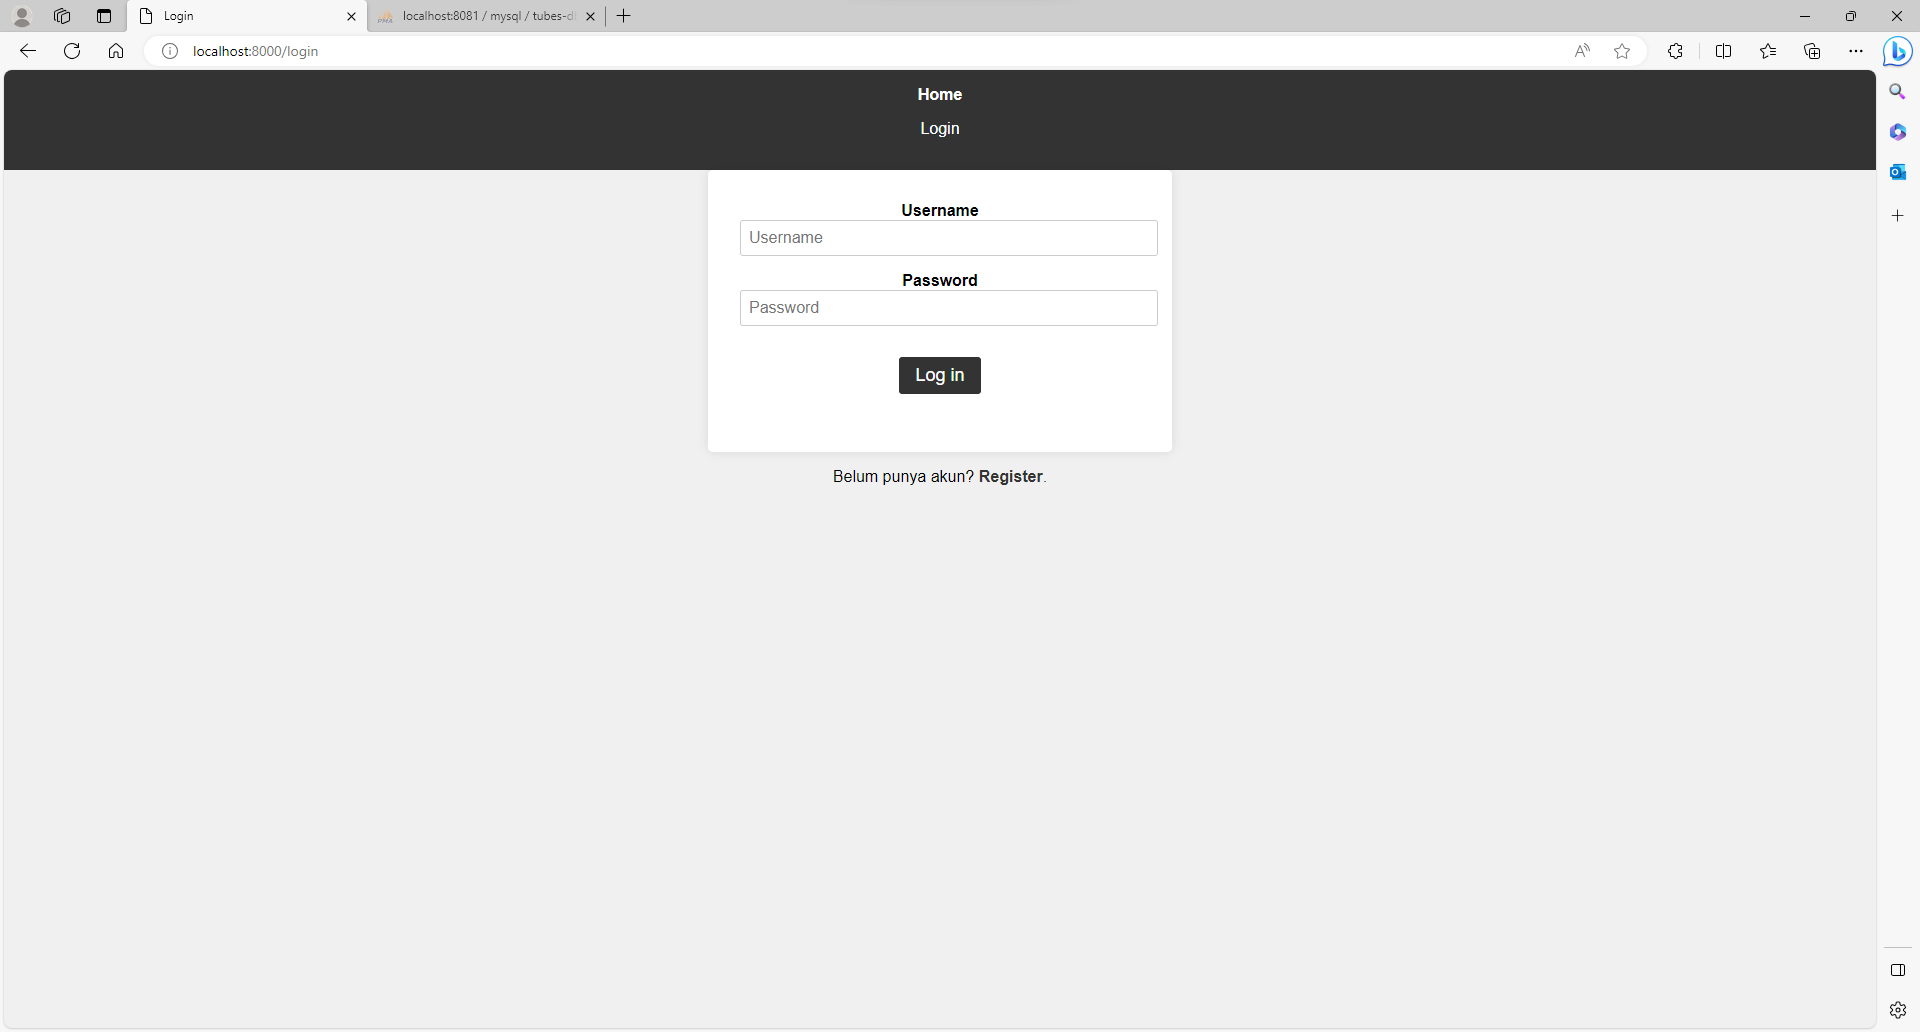 Login
localhost:8081 / mysql / tubes-d
localhost:8000/login
Home
Login
Username
Username
Password
Password
Log in
Belum punya akun? Register.